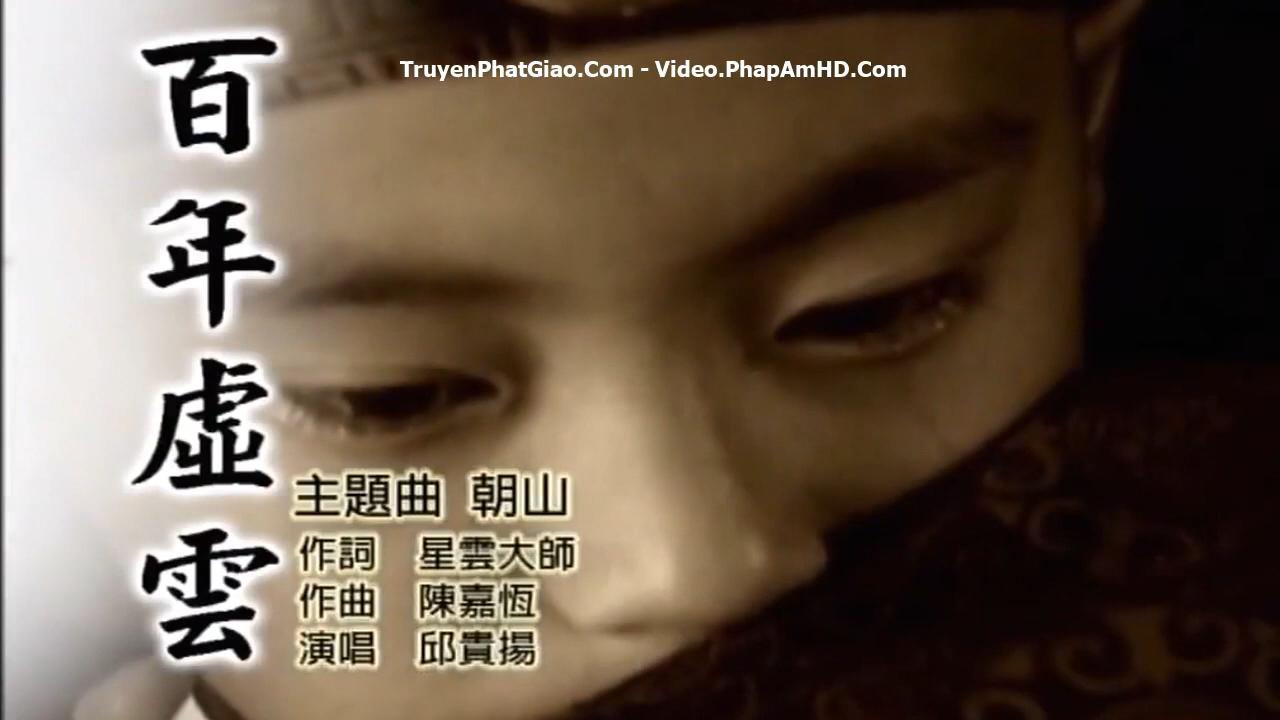 TruyenPhatGiao.Com - Video.PhapAmHD.Com
百年虛雲
主題曲 朝山
作詞 星雲大師
作曲 陳嘉恆
演唱 邱貴揚